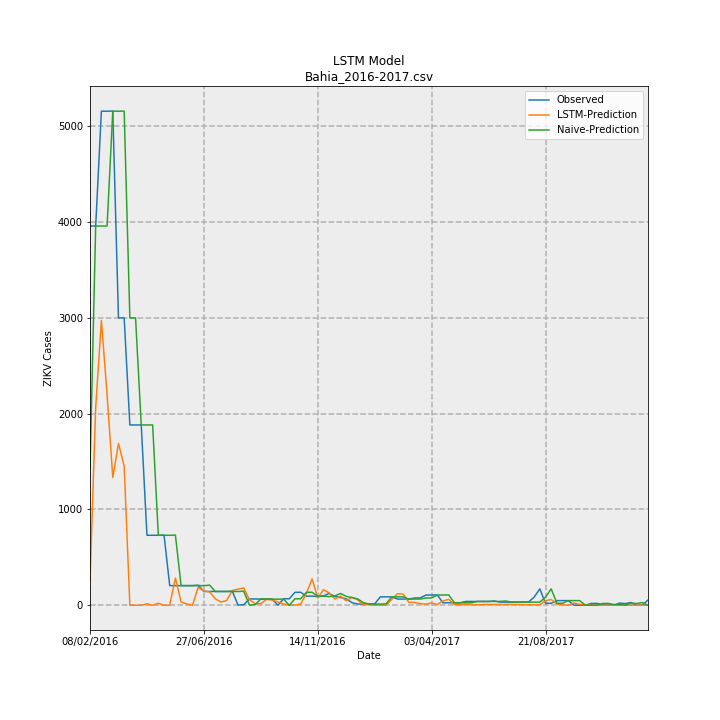 LSTM Model
Bahia_2016-2017.csv
Observed
LSTM-Prediction
Naive-Prediction
5000
4000
3000
2000
1000
0
ZIKV Cases
08/02/2016 27/06/2016 14/11/2016 03/04/2017 21/08/2017
Date